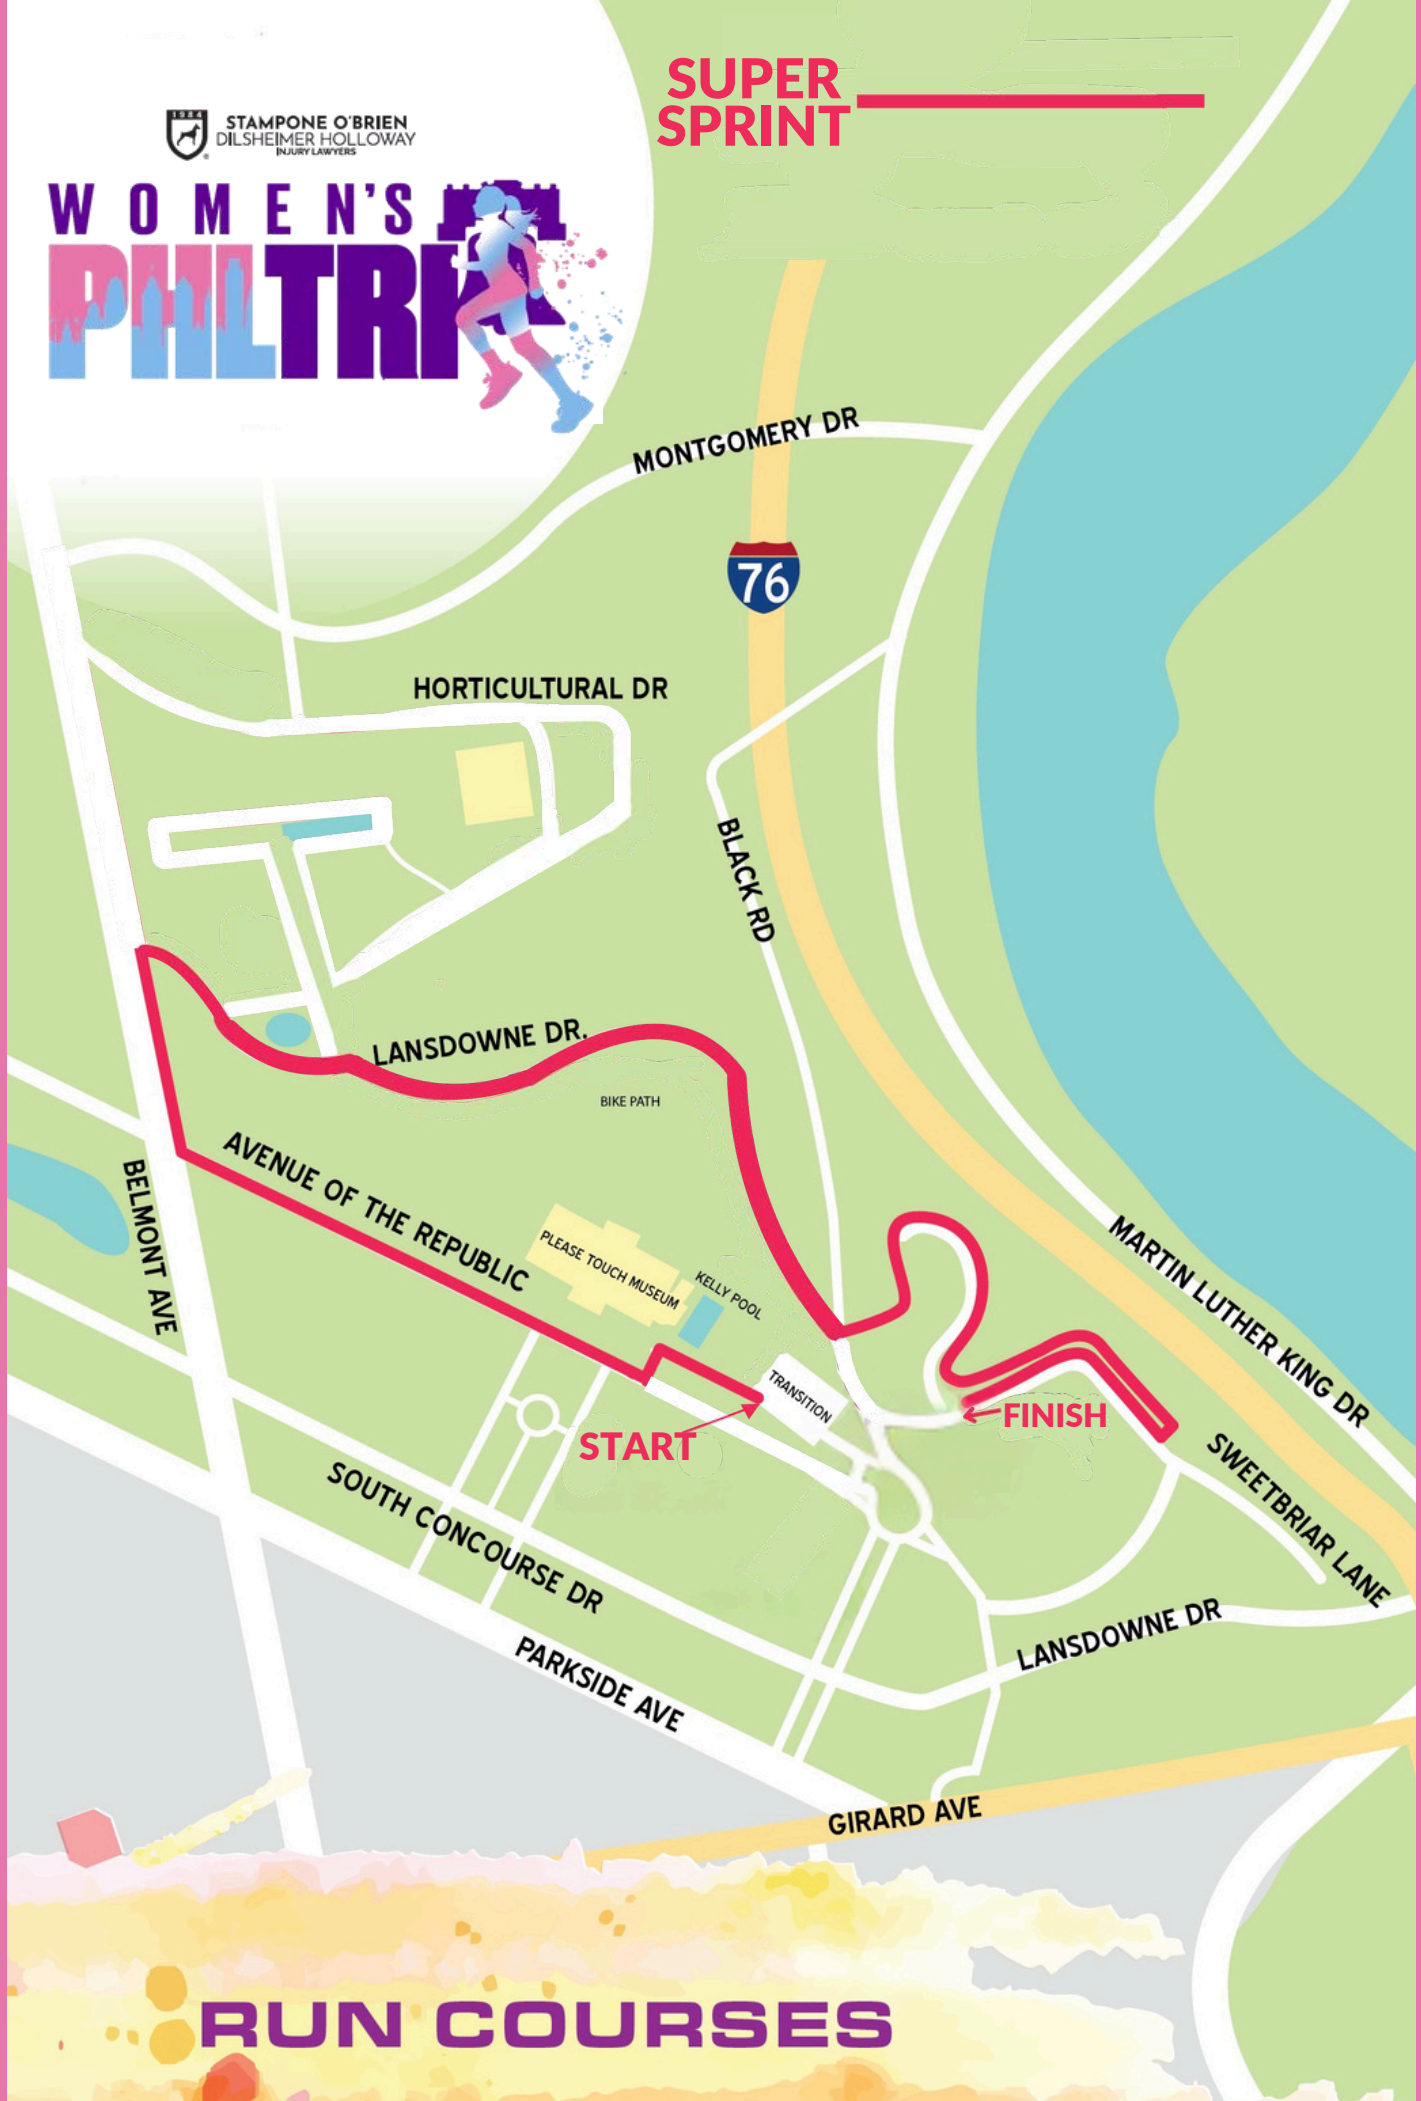 SUPER
SPRINT
1984
STAMPONE O'BRIEN
DILSHEIMER HOLLOWAY
INJURY LAWYERS
WOMEN'S
PHLTRI
MONTGOMERY DR
76
HORTICULTURAL DR
BLACK RD
LANSDOWNE DR.
BIKE PATH
AVENUE OF THE REPUBLIC
BELMONT AVE
PLEASE TOUCH MUSEUM
KELLY POOL
MARTIN LUTHER KING DR
TRANSITION
FINISH
START
SWEETBRIAR LANE
SOUTH CONCOURSE DR
LANSDOWNE DR
PARKSIDE AVE
GIRARD AVE
RUN COURSES